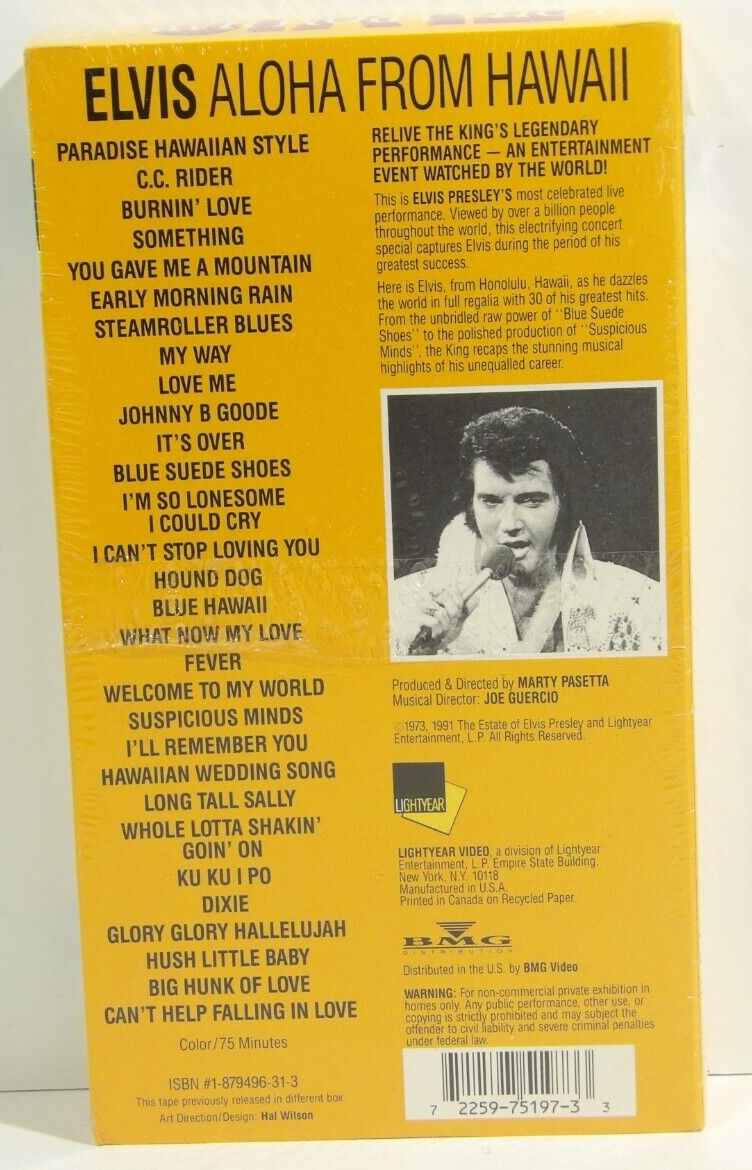 ELVIS ALOHA FROM HAWAII
PARADISE HAWAIIAN STYLE
C.C. RIDER
BURNIN' LOVE
SOMETHING
YOU GAVE ME A MOUNTAIN
EARLY MORNING RAIN
STEAMROLLER BLUES
MY WAY
LOVE ME
JOHNNY B GOODE
IT'S OVER
BLUE SUEDE SHOES
I'M SO LONESOME
I COULD CRY
I CAN'T STOP LOVING YOU
HOUND DOG
BLUE HAWAII
WHAT NOW MY LOVE
FEVER
WELCOME TO MY WORLD
SUSPICIOUS MINDS
I'LL REMEMBER YOU
HAWAIIAN WEDDING SONG
LONG TALL SALLY
WHOLE LOTTA SHAKIN'
GOIN' ON
KU KU I PO
DIXIE
GLORY GLORY HALLELUJAH
HUSH LITTLE BABY
BIG HUNK OF LOVE
CAN'T HELP FALLING IN LOVE
Color/75 Minutes
ISBN #1-879496-31-3
This tape previously released in different box
Art Direction/Design: Hal Wilson
RELIVE THE KING'S LEGENDARY
PERFORMANCE — AN ENTERTAINMENT
EVENT WATCHED BY THE WORLD!
This is ELVIS PRESLEY'S most celebrated live
performance. Viewed by over a billion people
throughout the world, this electrifying concert
special captures Elvis during the period of his
greatest success.
Here is Elvis, from Honolulu, Hawaii, as he dazzles
the world in full regalia with 30 of his greatest hits.
From the unbridled raw power of "Blue Suede
Shoes" to the polished production of "Suspicious
Minds", the King recaps the stunning musical
highlights of his unequalled career.
Produced & Directed by MARTY PASETTA
Musical Director: JOE GUERCIO
©1973, 1991 The Estate of Elvis Presley and Lightyear
Entertainment, L.P. All Rights Reserved.
LIGHTYEAR
LIGHTYEAR VIDEO, a division of Lightyear
Entertainment, L.P. Empire State Building,
New York, N.Y. 10118
Manufactured in U.S.A.
Printed in Canada on Recycled Paper
BMG
DISTRIBUTION
Distributed in the U.S. by BMG Video
WARNING: For non-commercial private exhibition in
homes only. Any public performance, other use, or
copying is strictly prohibited and may subject the
offender to civil liability and severe criminal penalties
under federal law.
7 2259-75197-3 3